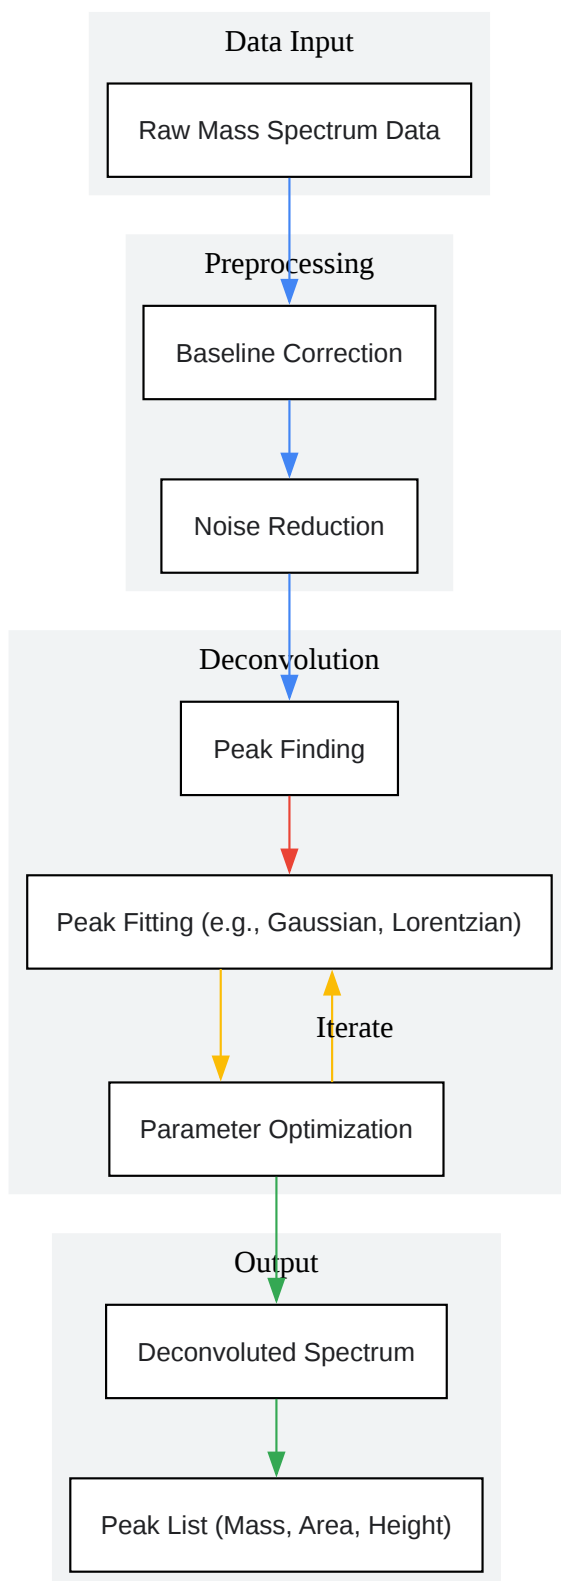 Data Input
Raw Mass Spectrum Data
Preprocessing
Baseline Correction
Noise Reduction
Deconvolution
Peak Finding
Peak Fitting (e.g., Gaussian, Lorentzian)
Iterate
Parameter Optimization
Output
Deconvoluted Spectrum
Peak List (Mass, Area, Height)